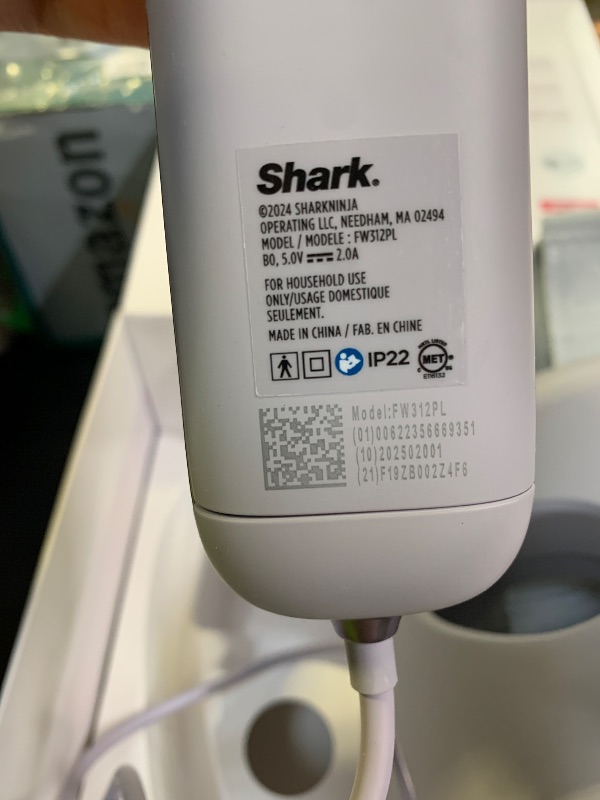 amazon
Shark.
©2024 SHARKNINJA
OPERATING LLC, NEEDHAM, MA 02494
MODEL / MODELE : FW312PL
B0, 5.0V 2.0A
FOR HOUSEHOLD USE
ONLY/USAGE DOMESTIQUE
SEULEMENT.
MADE IN CHINA / FAB. EN CHINE
IP22
MET
Model:FW312PL
(01)00622356669351
(10)202502001
(21)F19ZB002Z4F6